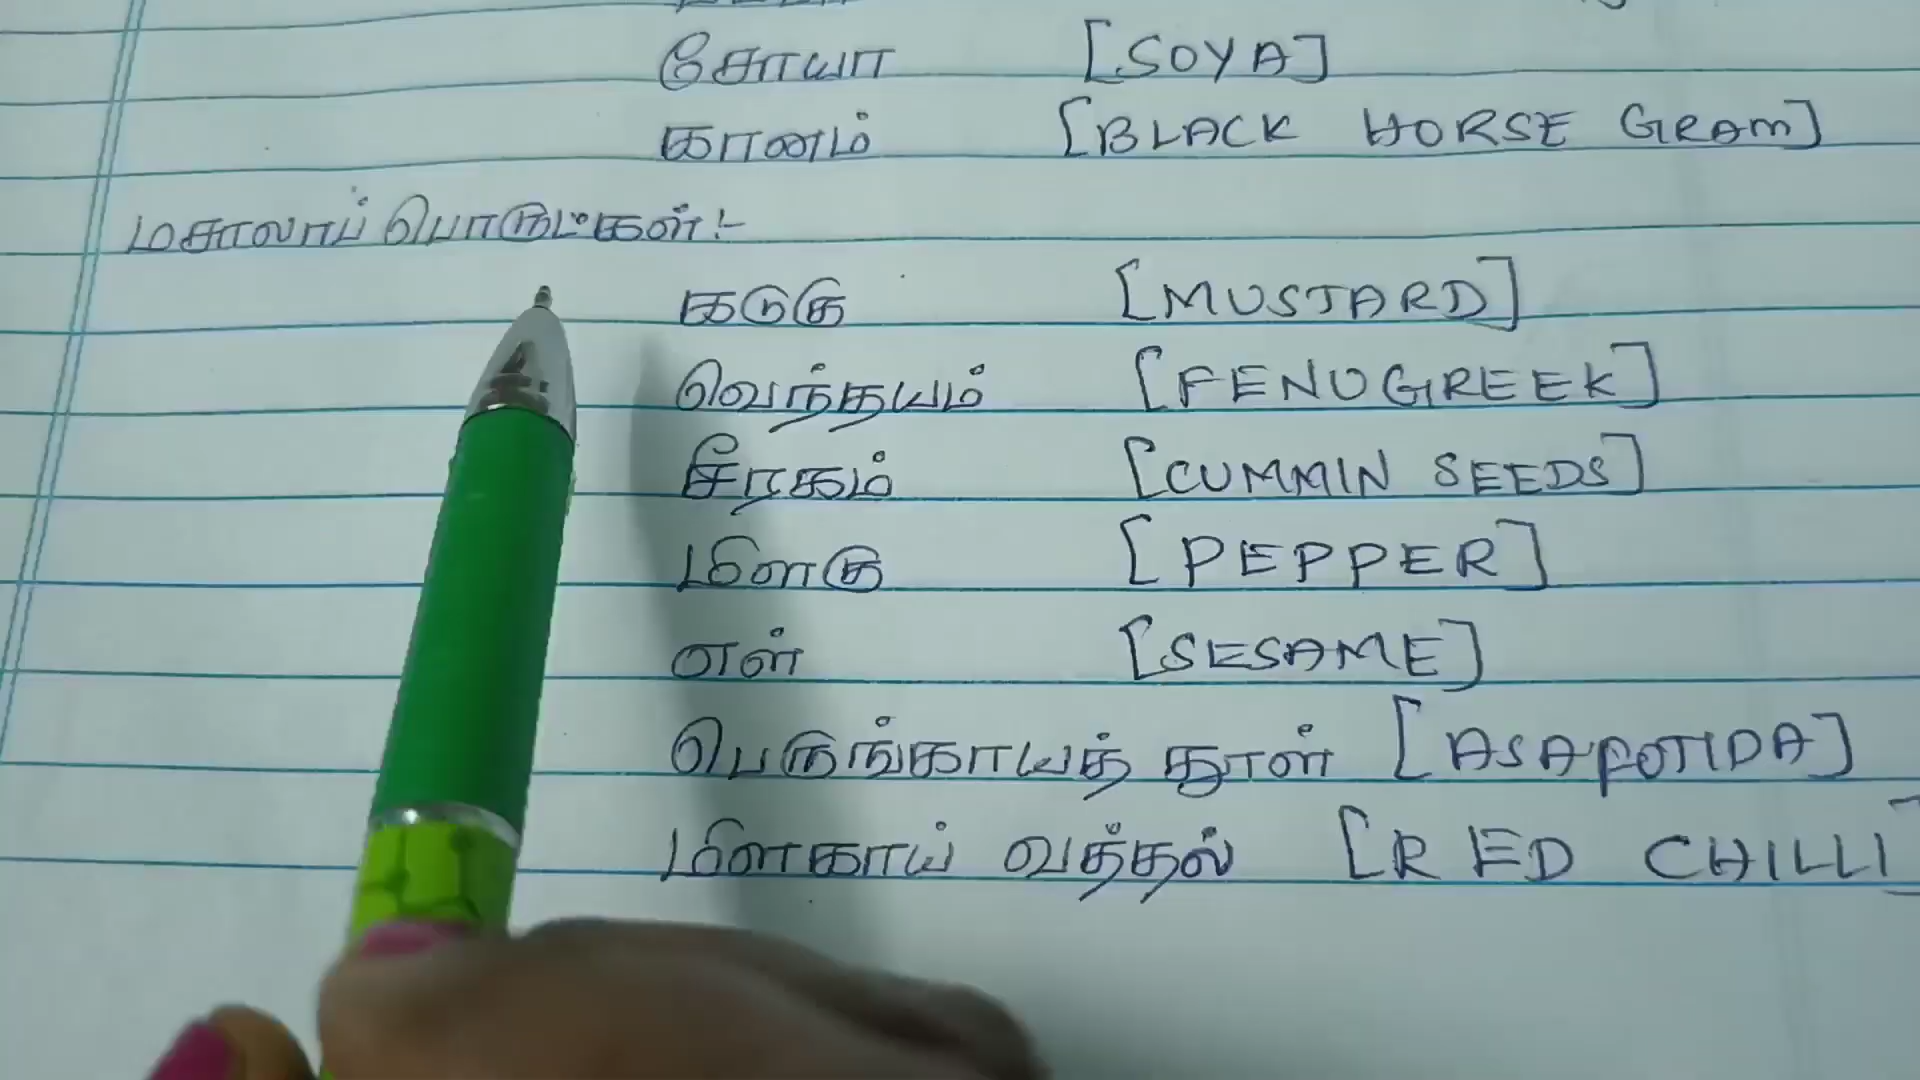 சோயா [SOYA]
கானம் [BLACK HORSE GRAM]
மசாலாப் பொருட்கள் :-
கடுகு [MUSTARD]
வெந்தயம் [FENUGREEK]
சீரகம் [CUMMIN SEEDS]
மிளகு [PEPPER]
எள் [SESAME]
பெருங்காயத் தூள் [ASAFOTIDA]
மிளகாய் வத்தல் [RED CHILLI]